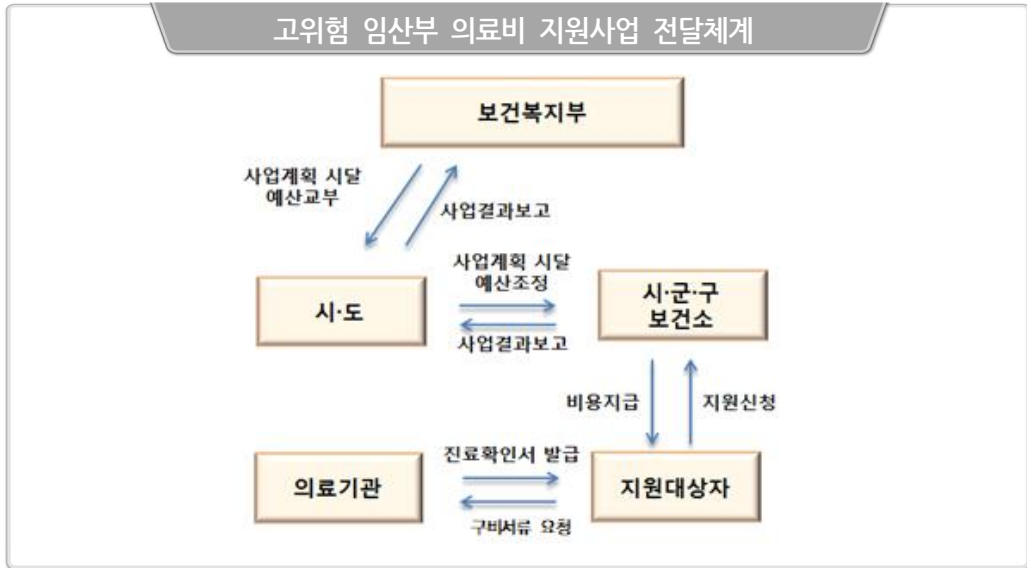 고위험 임산부 의료비 지원사업 전달체계
보건복지부
사업계획 시달
예산교부
사업결과보고
사업계획 시달
예산조정
시·도
시·군·구
보건소
사업결과보고
비용지급
지원신청
진료확인서 발급
의료기관
지원대상자
구비서류 요청